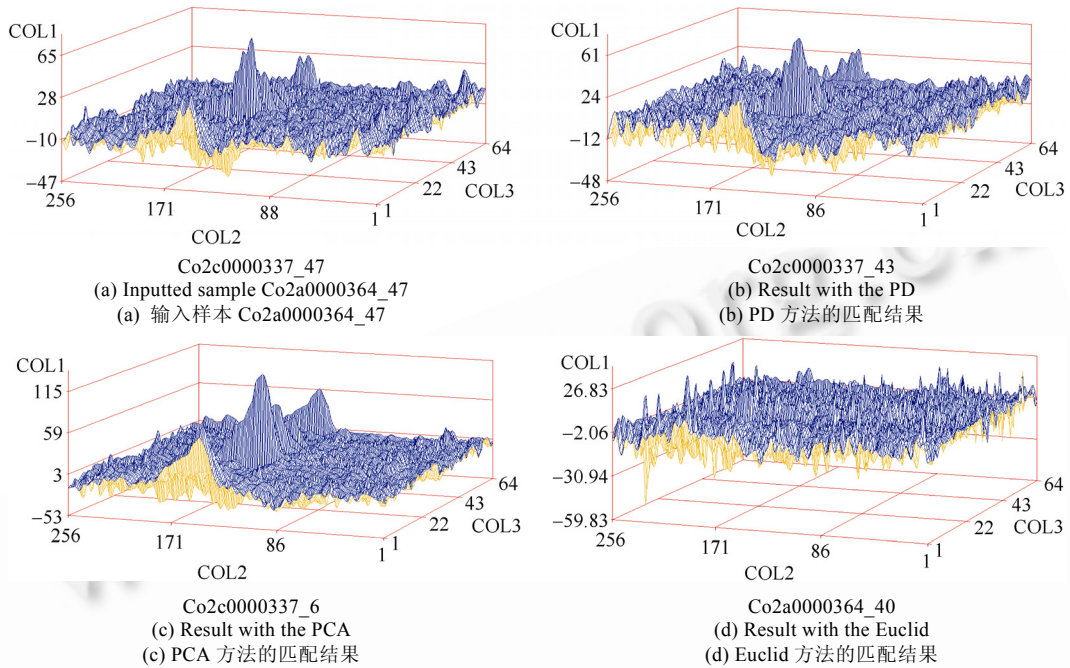 COL1
65
28
−10
−47
256
171
88
1
1
22
43
64
COL3
COL2
Co2c0000337_47
(a) Inputted sample Co2a0000364_47
(a) 输入样本 Co2a0000364_47
COL1
61
24
−12
−48
256
171
86
1
1
22
43
64
COL3
COL2
Co2c0000337_43
(b) Result with the PD
(b) PD 方法的匹配结果
COL1
115
59
3
−53
256
171
86
1
1
22
43
64
COL3
COL2
Co2c0000337_6
(c) Result with the PCA
(c) PCA 方法的匹配结果
COL1
26.83
−2.06
−30.94
−59.83
256
171
86
1
1
22
43
64
COL3
COL2
Co2a0000364_40
(d) Result with the Euclid
(d) Euclid 方法的匹配结果